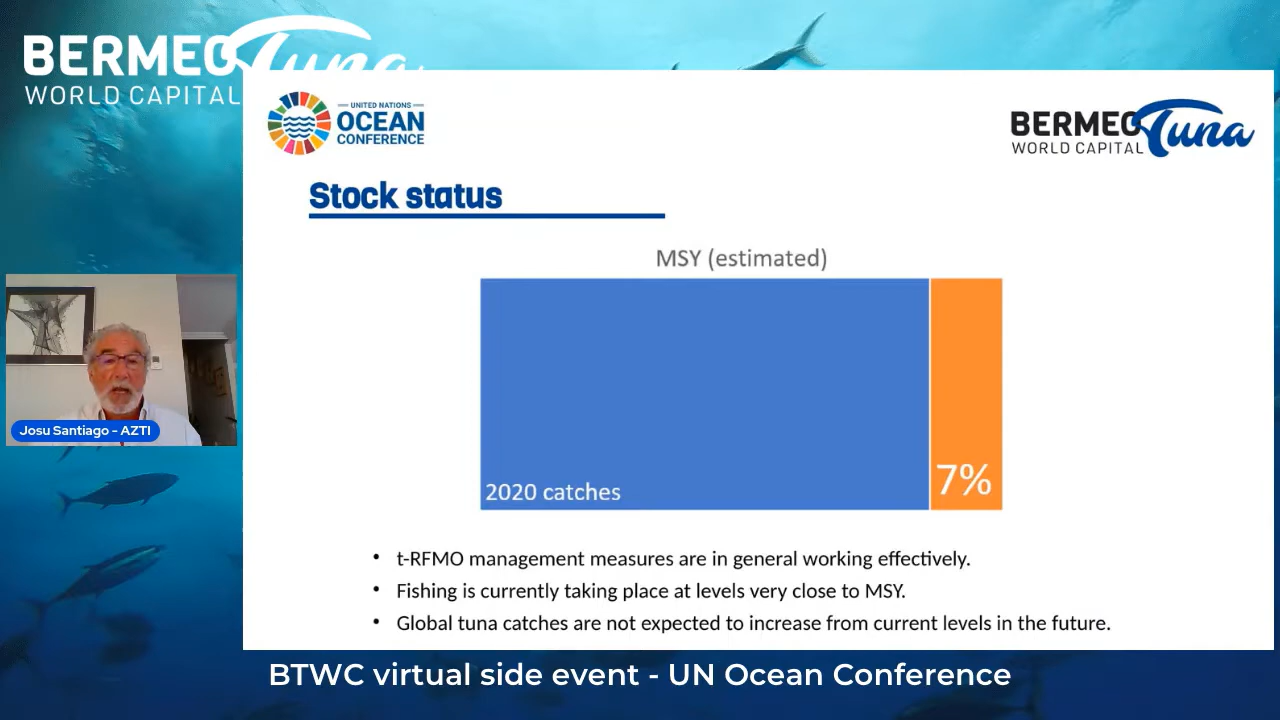 BERMEO Tuna
WORLD CAPITAL
UNITED NATIONS
OCEAN
CONFERENCE
BERMEO Tuna
WORLD CAPITAL
Stock status
MSY (estimated)
2020 catches
7%
• t-RFMO management measures are in general working effectively.
• Fishing is currently taking place at levels very close to MSY.
• Global tuna catches are not expected to increase from current levels in the future.
Josu Santiago - AZTI
BTWC virtual side event - UN Ocean Conference